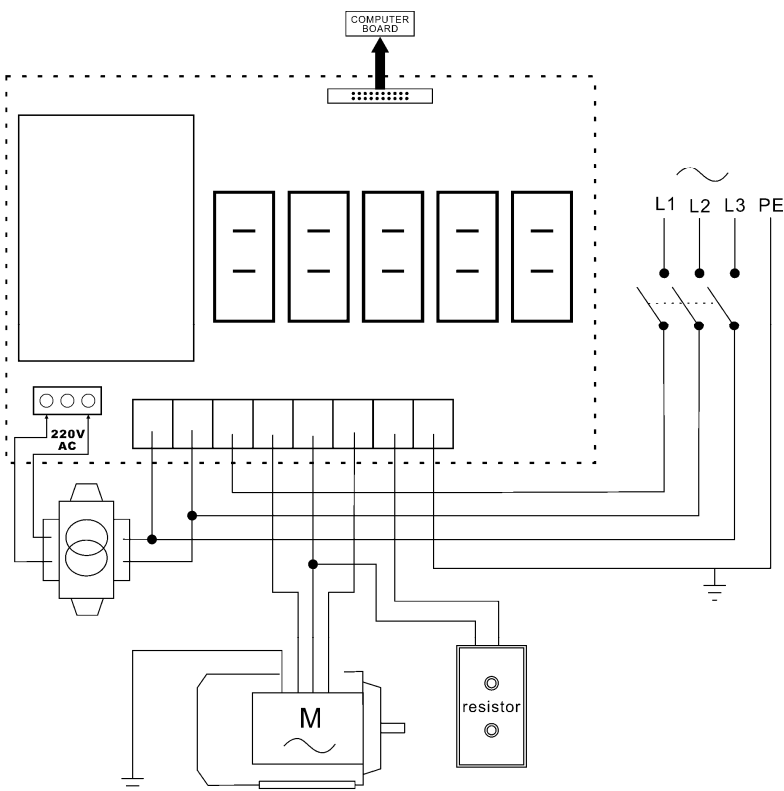 COMPUTER
BOARD
L1 L2 L3 PE
220V
AC
M
resistor